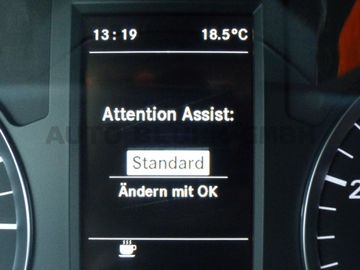 13:19 18.5°C
Attention Assist:
Standard
Ändern mit OK
2